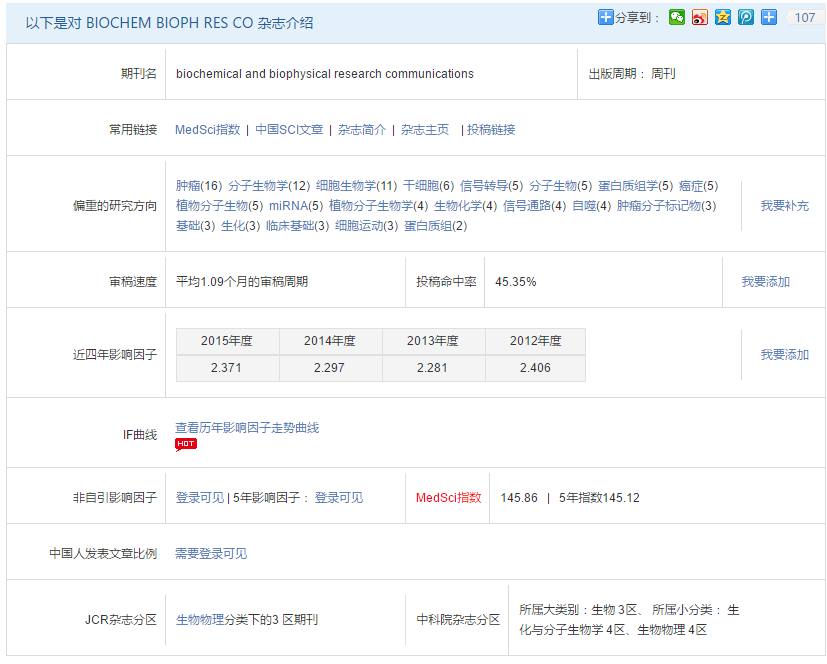 以下是对 BIOCHEM BIOPH RES CO 杂志介绍
分享到： 107
期刊名 biochemical and biophysical research communications 出版周期： 周刊
常用链接 MedSci指数 | 中国SCI文章 | 杂志简介 | 杂志主页 | 投稿链接
偏重的研究方向
肿瘤(16) 分子生物学(12) 细胞生物学(11) 干细胞(6) 信号转导(5) 分子生物(5) 蛋白质组学(5) 癌症(5)
植物分子生物(5) miRNA(5) 植物分子生物学(4) 生物化学(4) 信号通路(4) 自噬(4) 肿瘤分子标记物(3)
基础(3) 生化(3) 临床基础(3) 细胞运动(3) 蛋白质组(2)
我要补充
审稿速度 平均1.09个月的审稿周期 投稿命中率 45.35% 我要添加
近四年影响因子
2015年度 2014年度 2013年度 2012年度
2.371 2.297 2.281 2.406
我要添加
IF曲线
查看历年影响因子走势曲线
HOT
非自引影响因子 登录可见 | 5年影响因子： 登录可见 MedSci指数 145.86 | 5年指数145.12
中国人发表文章比例 需要登录可见
JCR杂志分区 生物物理分类下的3 区期刊 中科院杂志分区
所属大类别：生物 3区、 所属小分类： 生
化与分子生物学 4区、生物物理 4区